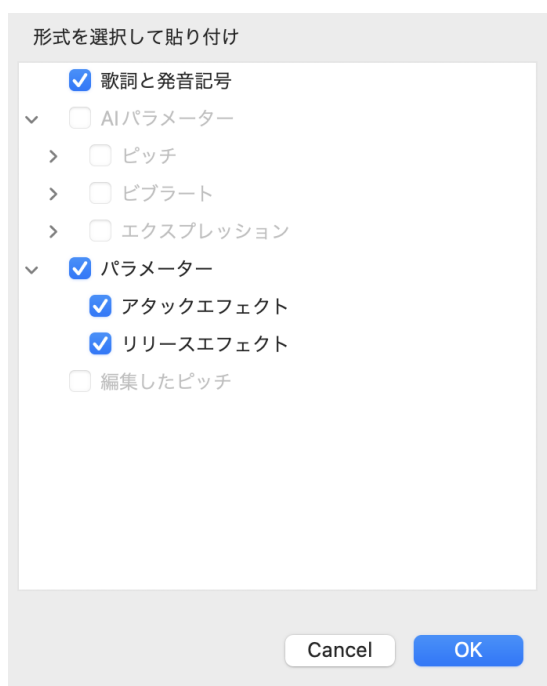 形式を選択して貼り付け
歌詞と発音記号
AIパラメーター
ピッチ
ビブラート
エクスプレッション
パラメーター
アタックエフェクト
リリースエフェクト
編集したピッチ
Cancel OK